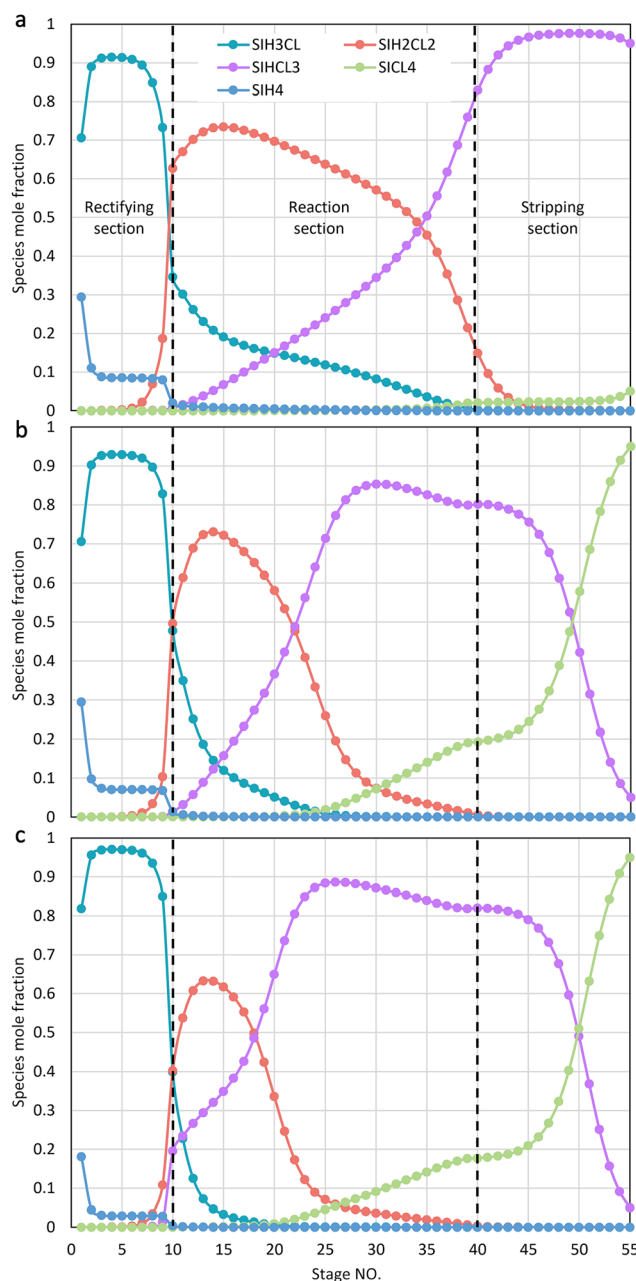 a
1
0.9
0.8
0.7
0.6
0.5
0.4
0.3
0.2
0.1
0
Species mole fraction
SIH3CL SIH2CL2
SIHCL3 SICL4
SIH4
Rectifying section
Reaction section
Stripping section
b
1
0.9
0.8
0.7
0.6
0.5
0.4
0.3
0.2
0.1
0
Species mole fraction
c
1
0.9
0.8
0.7
0.6
0.5
0.4
0.3
0.2
0.1
0
Species mole fraction
0 5 10 15 20 25 30 35 40 45 50 55
Stage NO.